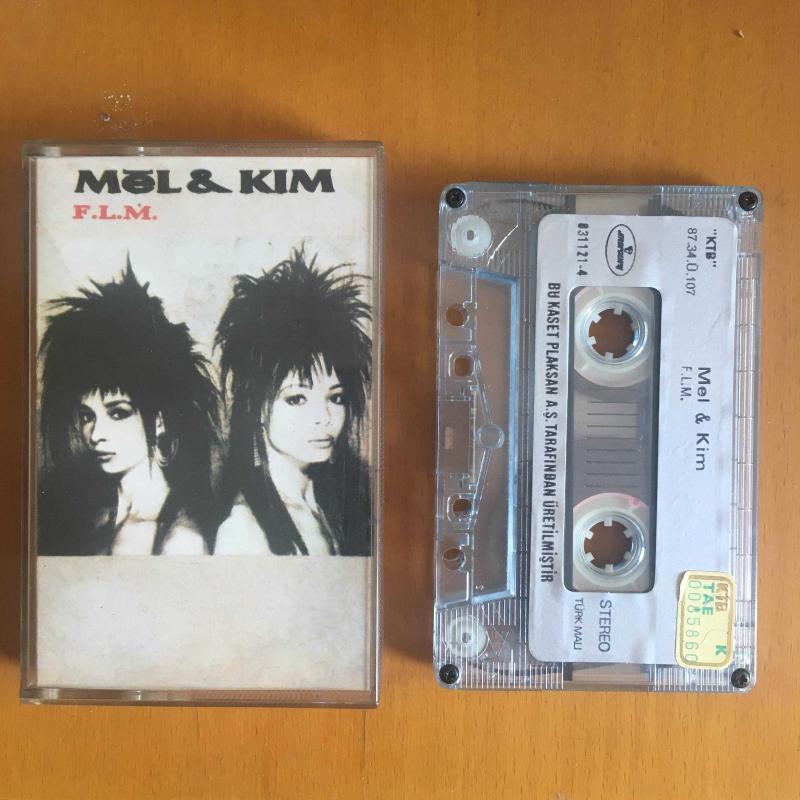 MEL & KIM
F.L.M.
"KTB"
87.34.Ü.107
831121-4
Mel & Kim
F.L.M.
BU KASET PLAKSAN A.Ş. TARAFINDAN ÜRETİLMİŞTİR
STEREO
TÜRK MALI
KTB
TAE K
0085860